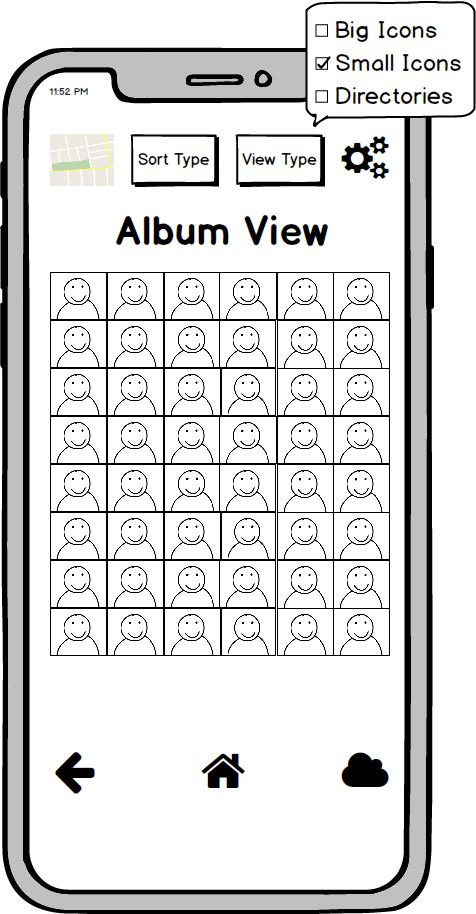 Big Icons
Small Icons
Directories
11:52 PM
Sort Type
View Type
Album View